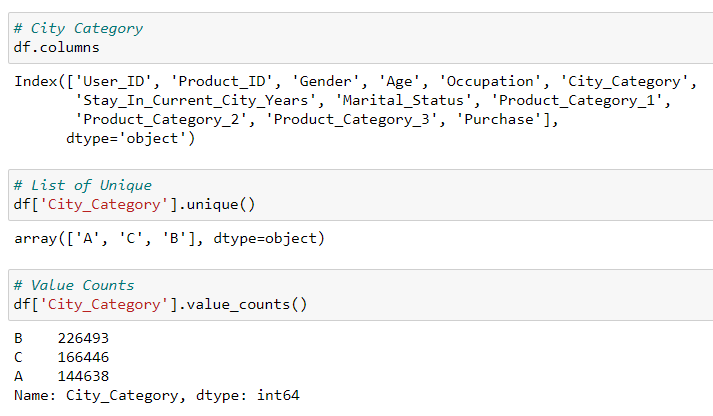 # City Category
df.columns
Index(['User_ID', 'Product_ID', 'Gender', 'Age', 'Occupation', 'City_Category',
       'Stay_In_Current_City_Years', 'Marital_Status', 'Product_Category_1',
       'Product_Category_2', 'Product_Category_3', 'Purchase'],
      dtype='object')
# List of Unique
df['City_Category'].unique()
array(['A', 'C', 'B'], dtype=object)
# Value Counts
df['City_Category'].value_counts()
B    226493
C    166446
A    144638
Name: City_Category, dtype: int64